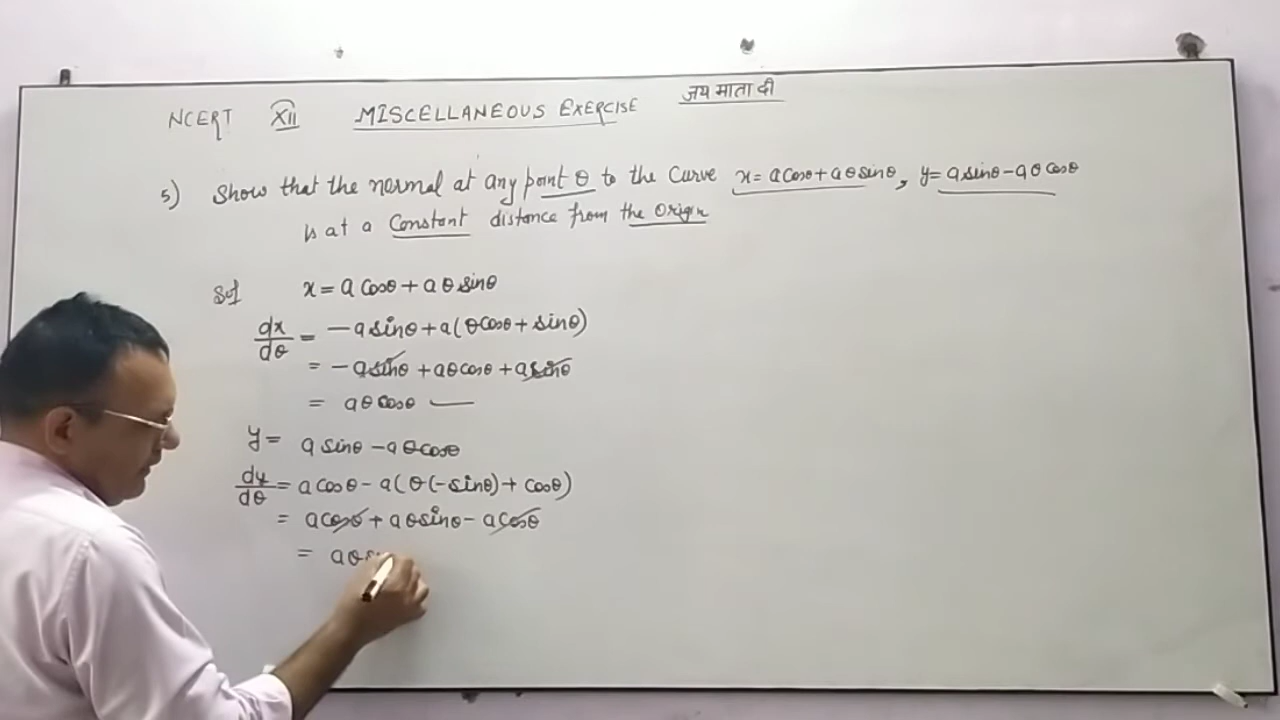 NCERT XII MISCELLANEOUS EXERCISE जय माता दी
5) Show that the normal at any point θ to the curve x = a cosθ + aθ sinθ, y = a sinθ - aθ cosθ
is at a constant distance from the origin
Sol x = a cosθ + a θ sinθ
dx/dθ = - a sinθ + a(θ cosθ + sinθ)
= - a sinθ + aθ cosθ + a sinθ
= aθ cosθ —
y = a sinθ - a θ cosθ
dy/dθ = a cosθ - a(θ(-sinθ) + cosθ)
= a cosθ + aθ sinθ - a cosθ
= aθs